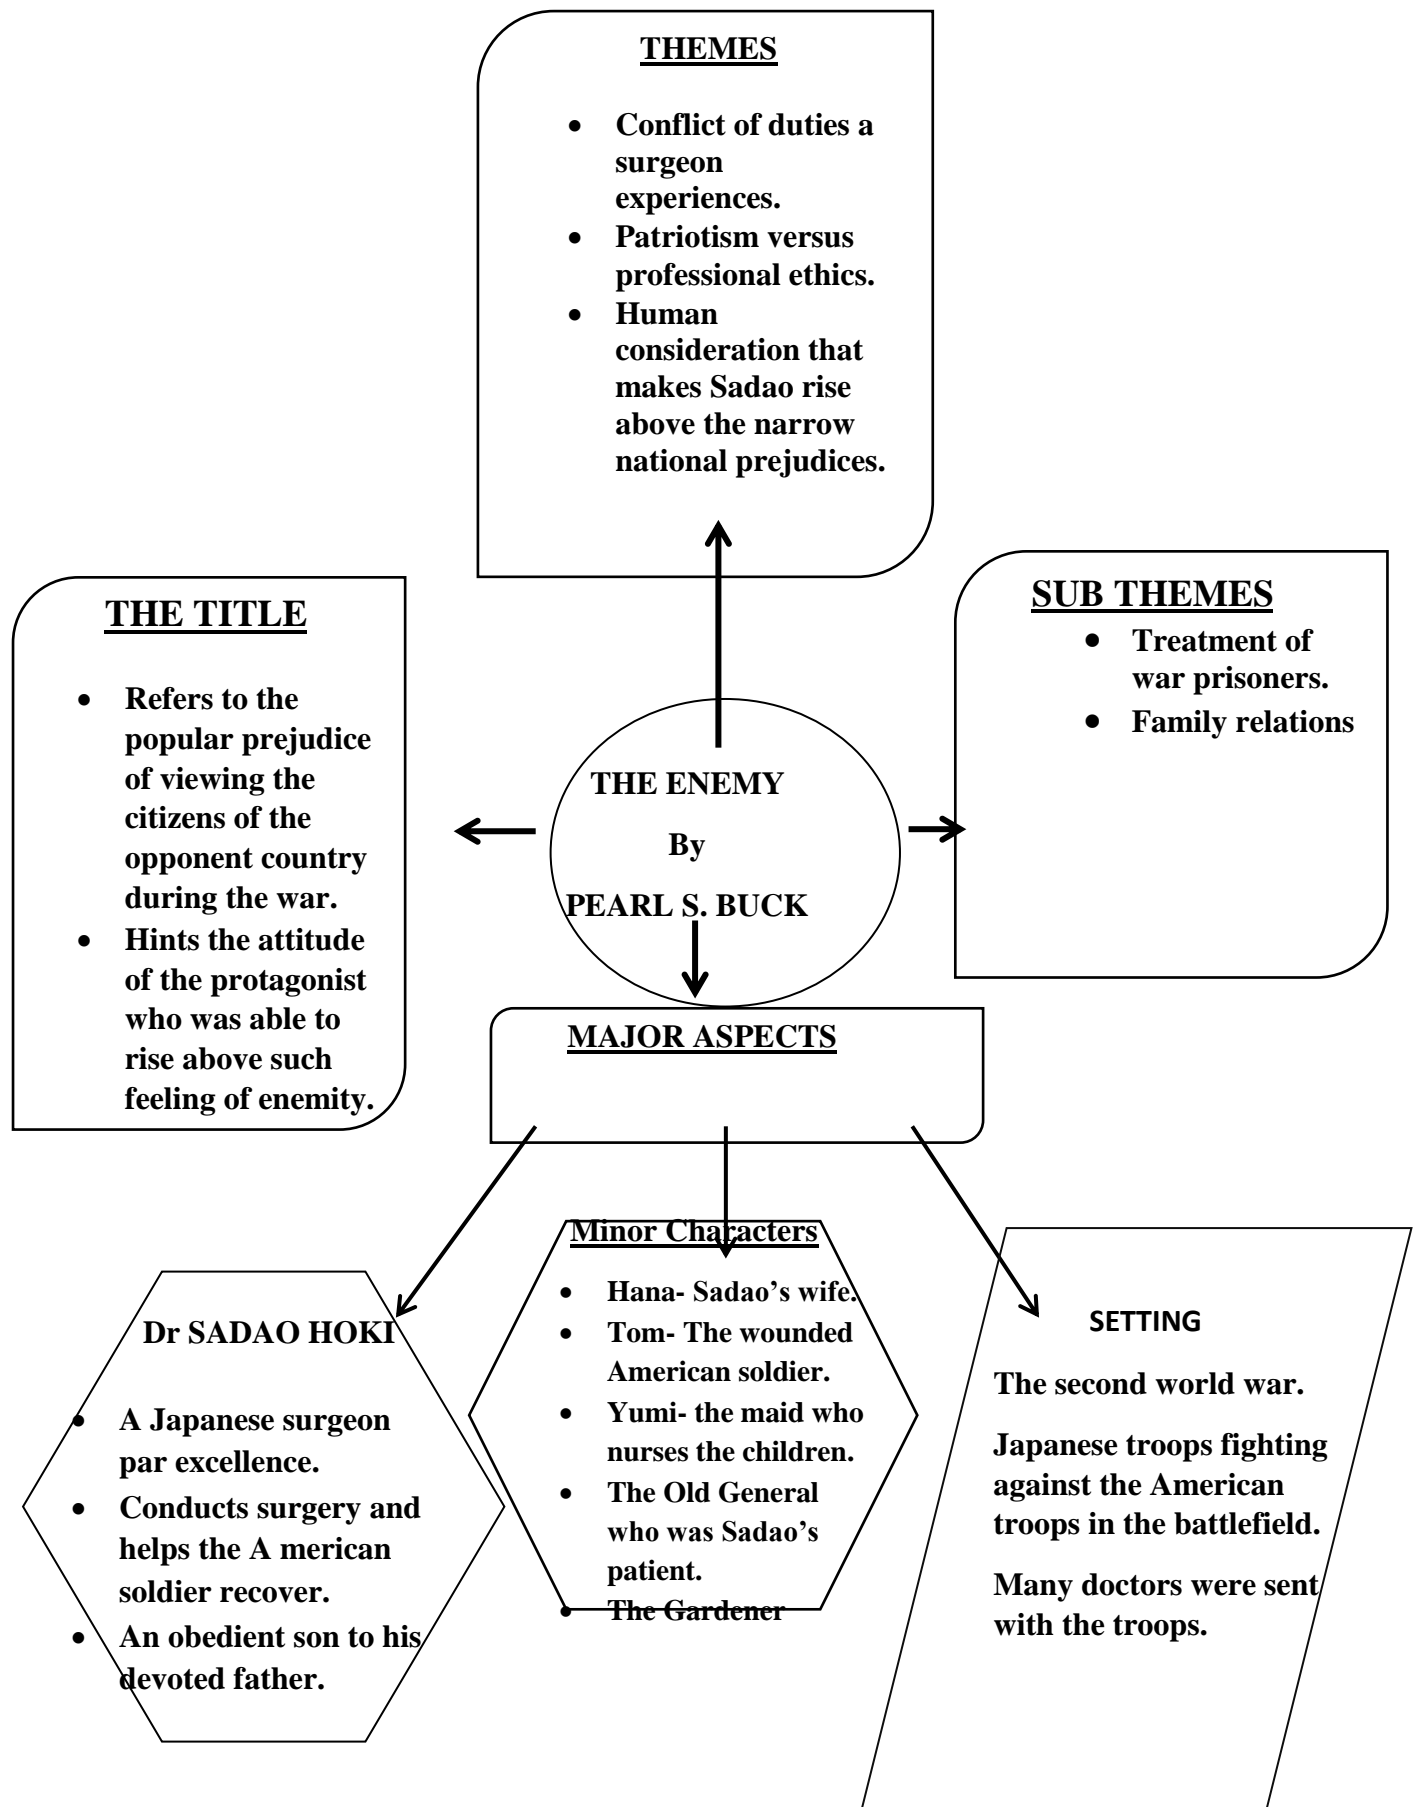 THEMES
• Conflict of duties a
surgeon
experiences.
• Patriotism versus
professional ethics.
• Human
consideration that
makes Sadao rise
above the narrow
national prejudices.
THE TITLE
• Refers to the
popular prejudice
of viewing the
citizens of the
opponent country
during the war.
• Hints the attitude
of the protagonist
who was able to
rise above such
feeling of enemity.
THE ENEMY
By
PEARL S. BUCK
SUB THEMES
• Treatment of
war prisoners.
• Family relations
MAJOR ASPECTS
Dr SADAO HOKI
• A Japanese surgeon
par excellence.
• Conducts surgery and
helps the A merican
soldier recover.
• An obedient son to his
devoted father.
Minor Characters
• Hana- Sadao’s wife.
• Tom- The wounded
American soldier.
• Yumi- the maid who
nurses the children.
• The Old General
who was Sadao’s
patient.
• The Gardener
SETTING
The second world war.
Japanese troops fighting
against the American
troops in the battlefield.
Many doctors were sent
with the troops.